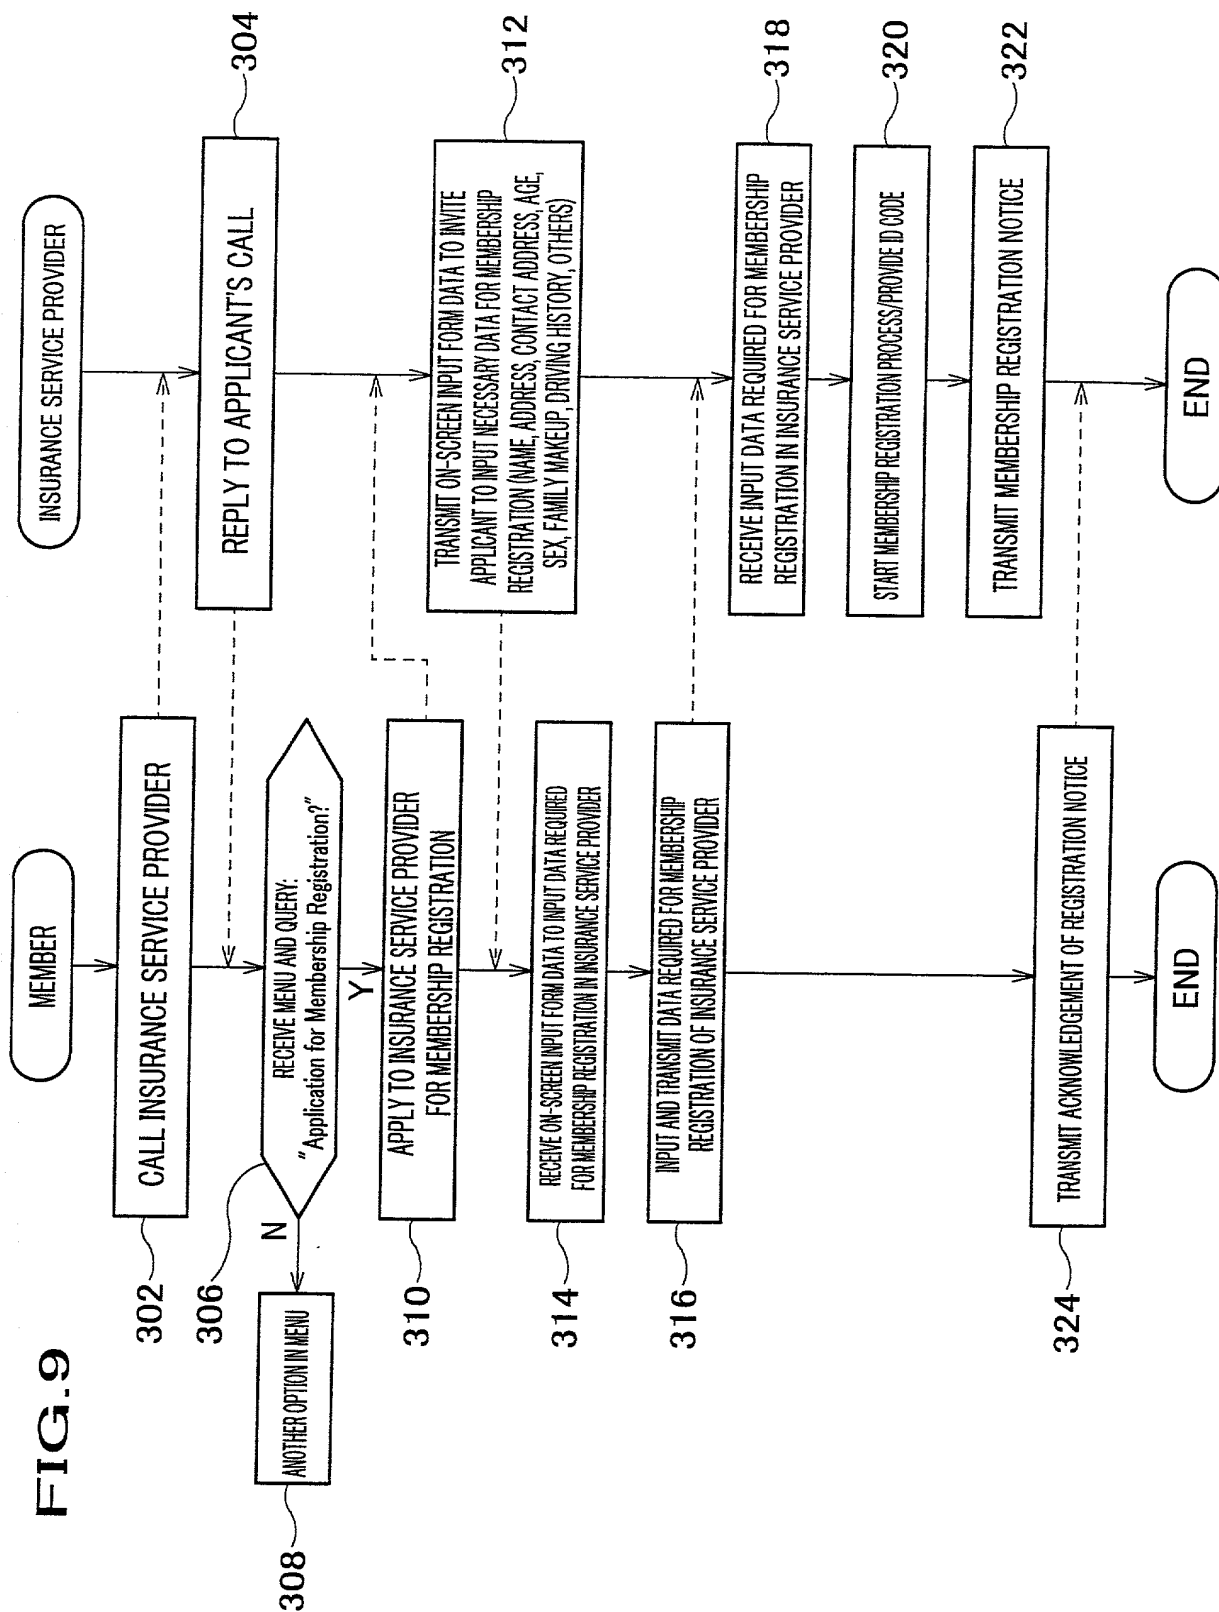 FIG.9
MEMBER
INSURANCE SERVICE PROVIDER
CALL INSURANCE SERVICE PROVIDER
302
REPLY TO APPLICANT'S CALL
304
RECEIVE MENU AND QUERY:
"Application for Membership Registration?"
306
N
Y
ANOTHER OPTION IN MENU
308
APPLY TO INSURANCE SERVICE PROVIDER
FOR MEMBERSHIP REGISTRATION
310
TRANSMIT ON-SCREEN INPUT FORM DATA TO INVITE
APPLICANT TO INPUT NECESSARY DATA FOR MEMBERSHIP
REGISTRATION (NAME, ADDRESS, CONTACT ADDRESS, AGE,
SEX, FAMILY MAKEUP, DRIVING HISTORY, OTHERS)
312
RECEIVE ON-SCREEN INPUT FORM DATA TO INPUT DATA REQUIRED
FOR MEMBERSHIP REGISTRATION IN INSURANCE SERVICE PROVIDER
314
INPUT AND TRANSMIT DATA REQUIRED FOR MEMBERSHIP
REGISTRATION OF INSURANCE SERVICE PROVIDER
316
RECEIVE INPUT DATA REQUIRED FOR MEMBERSHIP
REGISTRATION IN INSURANCE SERVICE PROVIDER
318
START MEMBERSHIP REGISTRATION PROCESS/PROVIDE ID CODE
320
TRANSMIT MEMBERSHIP REGISTRATION NOTICE
322
TRANSMIT ACKNOWLEDGEMENT OF REGISTRATION NOTICE
324
END
END